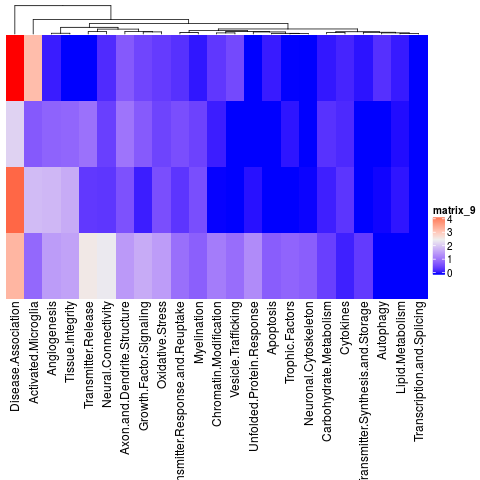 matrix_9
4
3
2
1
0
Disease.Association
Activated.Microglia
Angiogenesis
Tissue.Integrity
Transmitter.Release
Neural.Connectivity
Axon.and.Dendrite.Structure
Growth.Factor.Signaling
Oxidative.Stress
nsmitter.Response.and.Reuptake
Myelination
Chromatin.Modification
Vesicle.Trafficking
Unfolded.Protein.Response
Apoptosis
Trophic.Factors
Neuronal.Cytoskeleton
Carbohydrate.Metabolism
Cytokines
Transmitter.Synthesis.and.Storage
Autophagy
Lipid.Metabolism
Transcription.and.Splicing